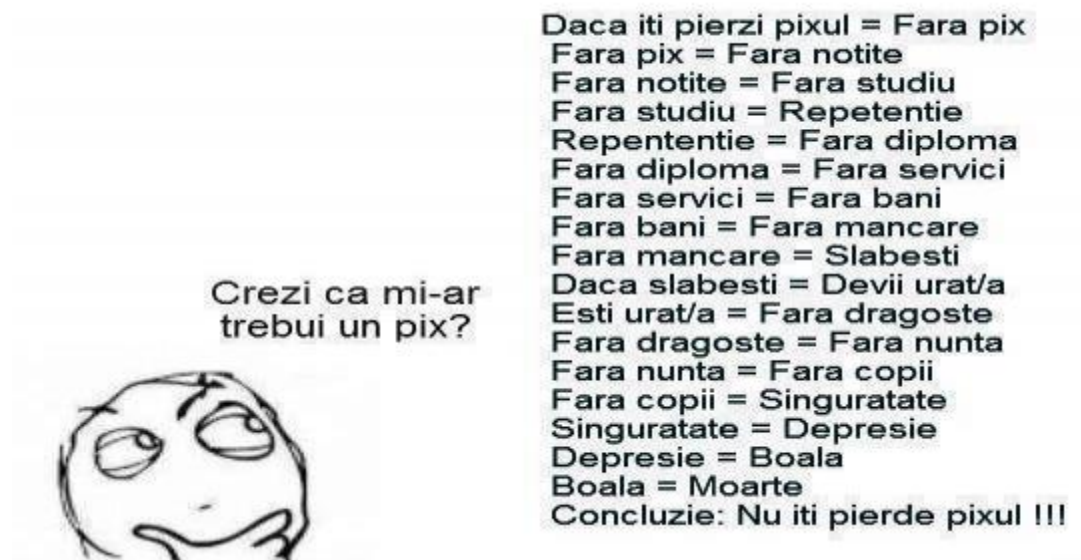 Crezi ca mi-ar
trebui un pix?
Daca iti pierzi pixul = Fara pix
Fara pix = Fara notite
Fara notite = Fara studiu
Fara studiu = Repetentie
Repententie = Fara diploma
Fara diploma = Fara servici
Fara servici = Fara bani
Fara bani = Fara mancare
Fara mancare = Slabesti
Daca slabesti = Devii urat/a
Esti urat/a = Fara dragoste
Fara dragoste = Fara nunta
Fara nunta = Fara copii
Fara copii = Singuratate
Singuratate = Depresie
Depresie = Boala
Boala = Moarte
Concluzie: Nu iti pierde pixul !!!